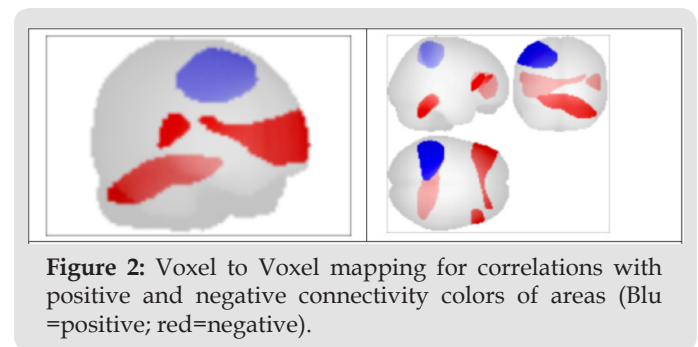 Figure 2: Voxel to Voxel mapping for correlations with
positive and negative connectivity colors of areas (Blu
=positive; red=negative).